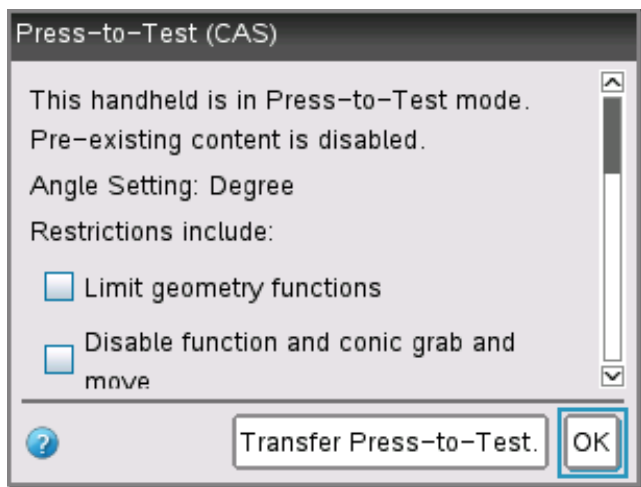 Press-to-Test (CAS)
This handheld is in Press-to-Test mode.
Pre-existing content is disabled.
Angle Setting: Degree
Restrictions include:
Limit geometry functions
Disable function and conic grab and
move
?
Transfer Press-to-Test.
OK